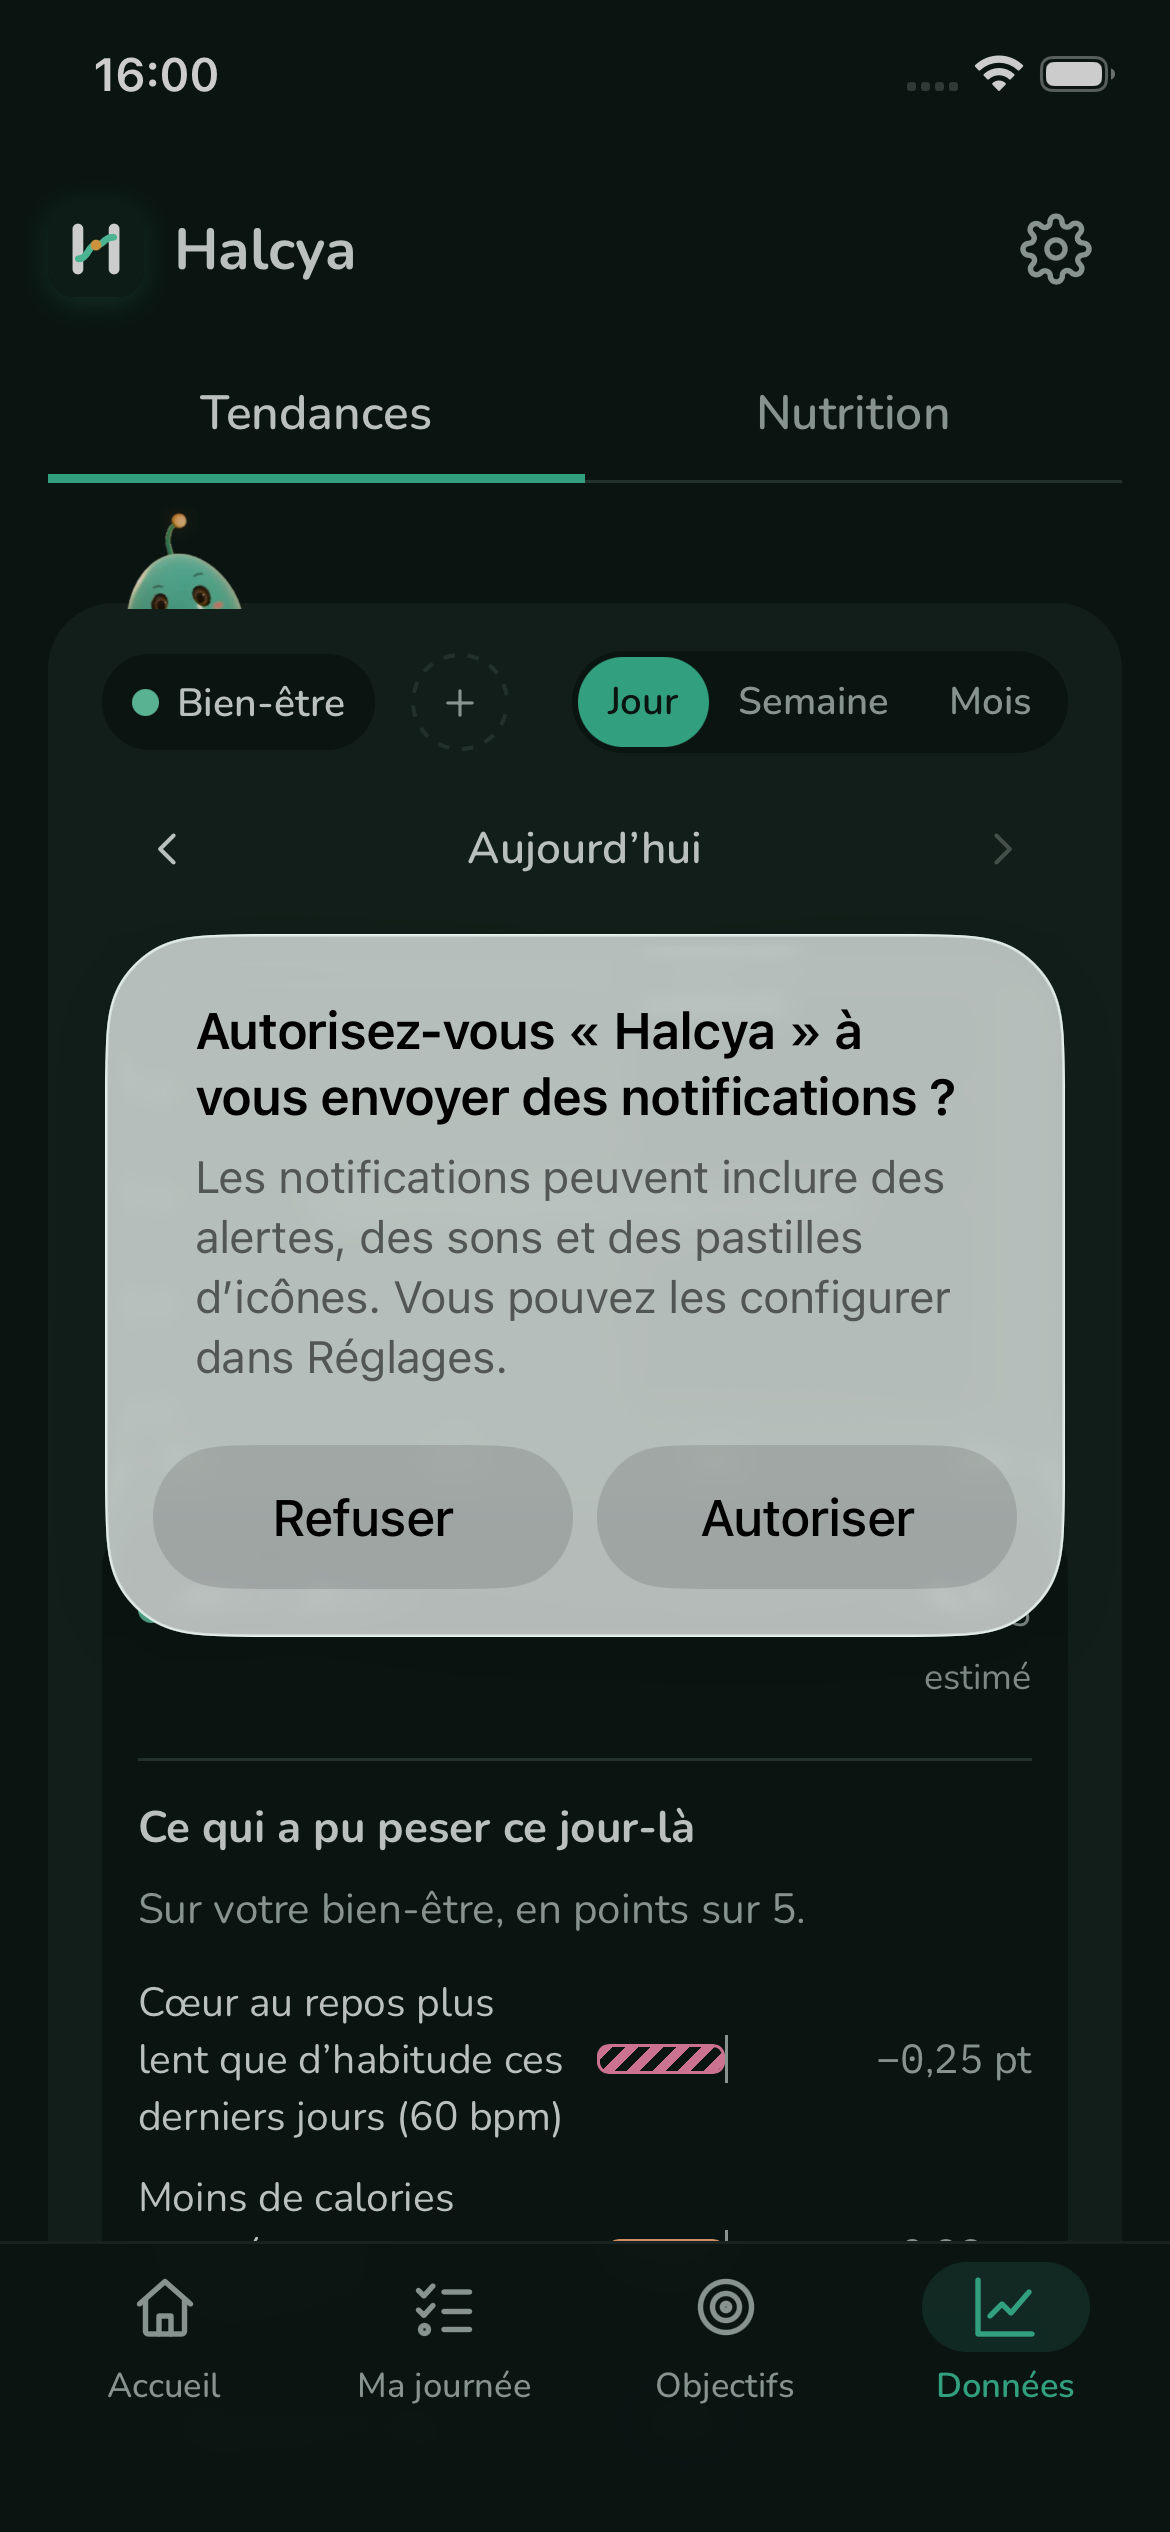 16:00
Halcya
Tendances
Nutrition
Bien-être
Jour
Semaine
Mois
Aujourd’hui
Autorisez-vous « Halcya » à
vous envoyer des notifications ?
Les notifications peuvent inclure des
alertes, des sons et des pastilles
d’icônes. Vous pouvez les configurer
dans Réglages.
Refuser
Autoriser
estimé
Ce qui a pu peser ce jour-là
Sur votre bien-être, en points sur 5.
Cœur au repos plus
lent que d’habitude ces
derniers jours (60 bpm)
−0,25 pt
Moins de calories
Accueil
Ma journée
Objectifs
Données